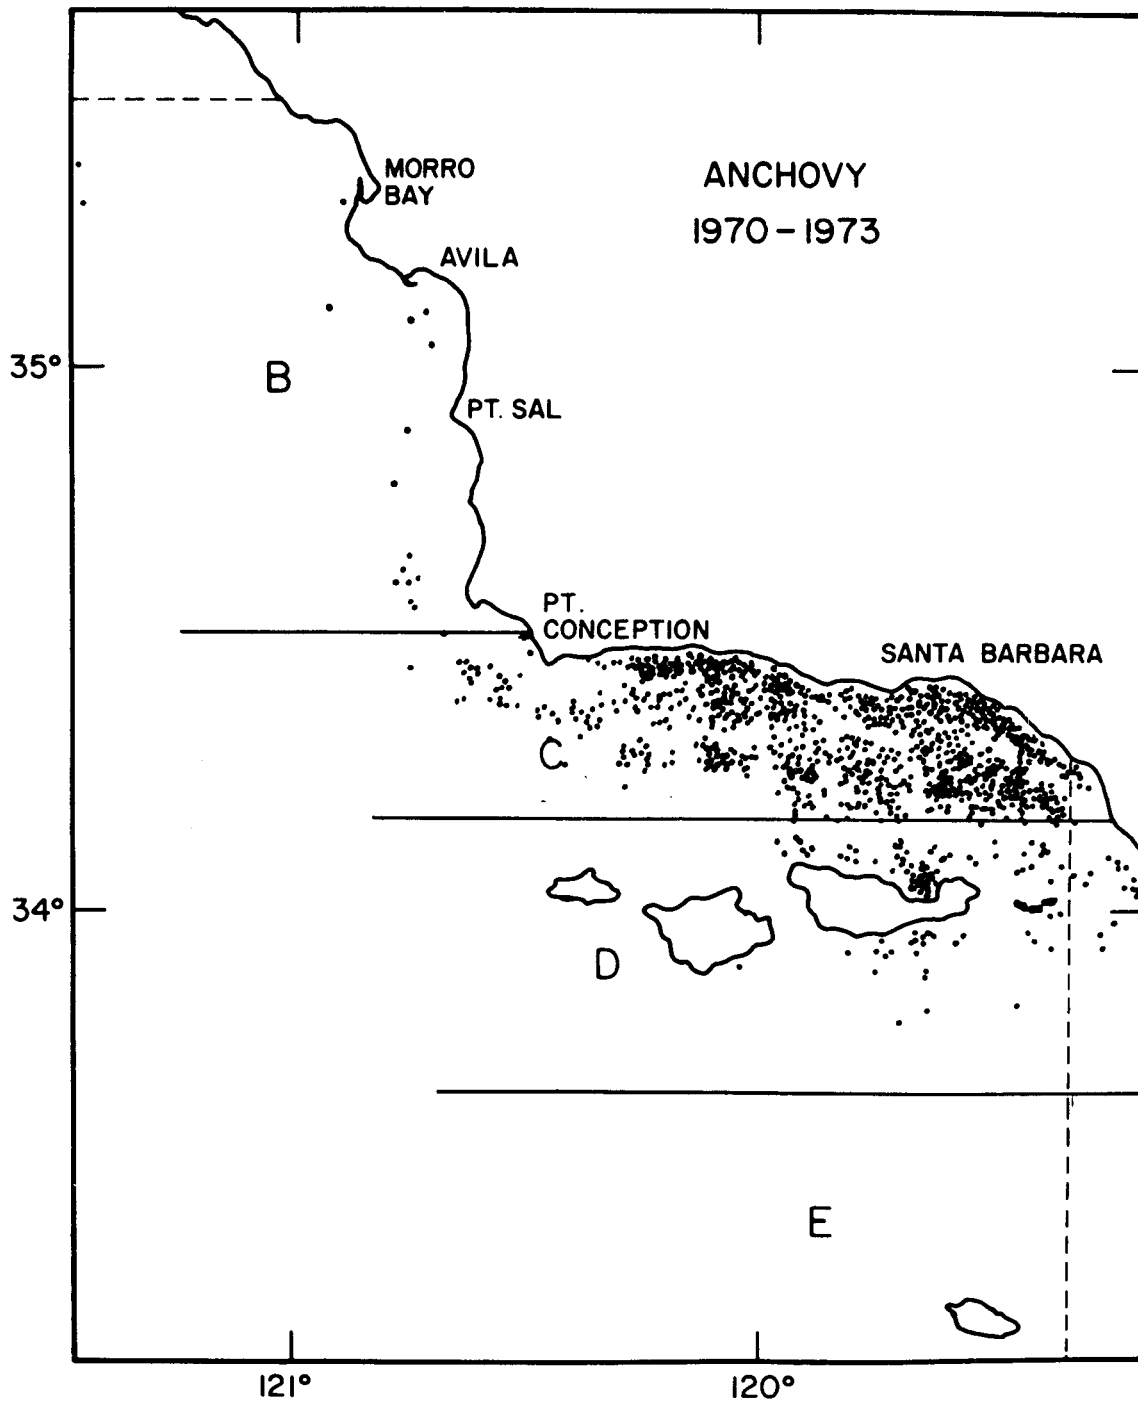 MORRO
BAY
ANCHOVY
1970-1973
AVILA
35°
B
PT. SAL
PT.
CONCEPTION
SANTA BARBARA
C
34°
D
E
121°
120°